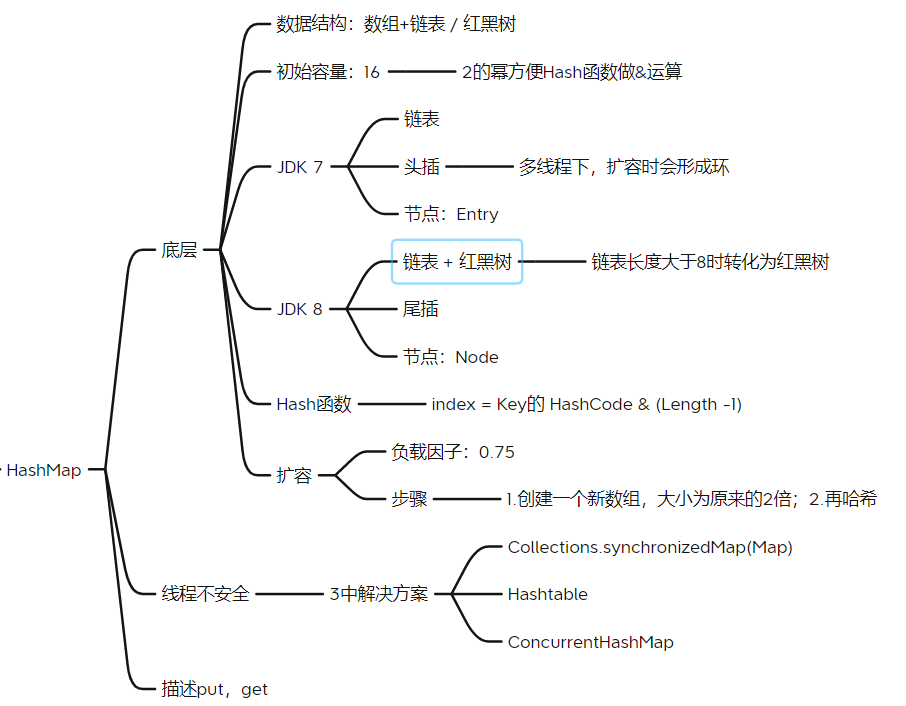 数据结构：数组+链表 / 红黑树
初始容量：16
2的幂方便Hash函数做&运算
链表
JDK 7
头插
多线程下，扩容时会形成环
节点：Entry
底层
链表 + 红黑树
链表长度大于8时转化为红黑树
JDK 8
尾插
节点：Node
Hash函数
index = Key的 HashCode & (Length -1)
HashMap
扩容
负载因子：0.75
步骤
1.创建一个新数组，大小为原来的2倍；2.再哈希
线程不安全
3中解决方案
Collections.synchronizedMap(Map)
Hashtable
ConcurrentHashMap
描述put，get